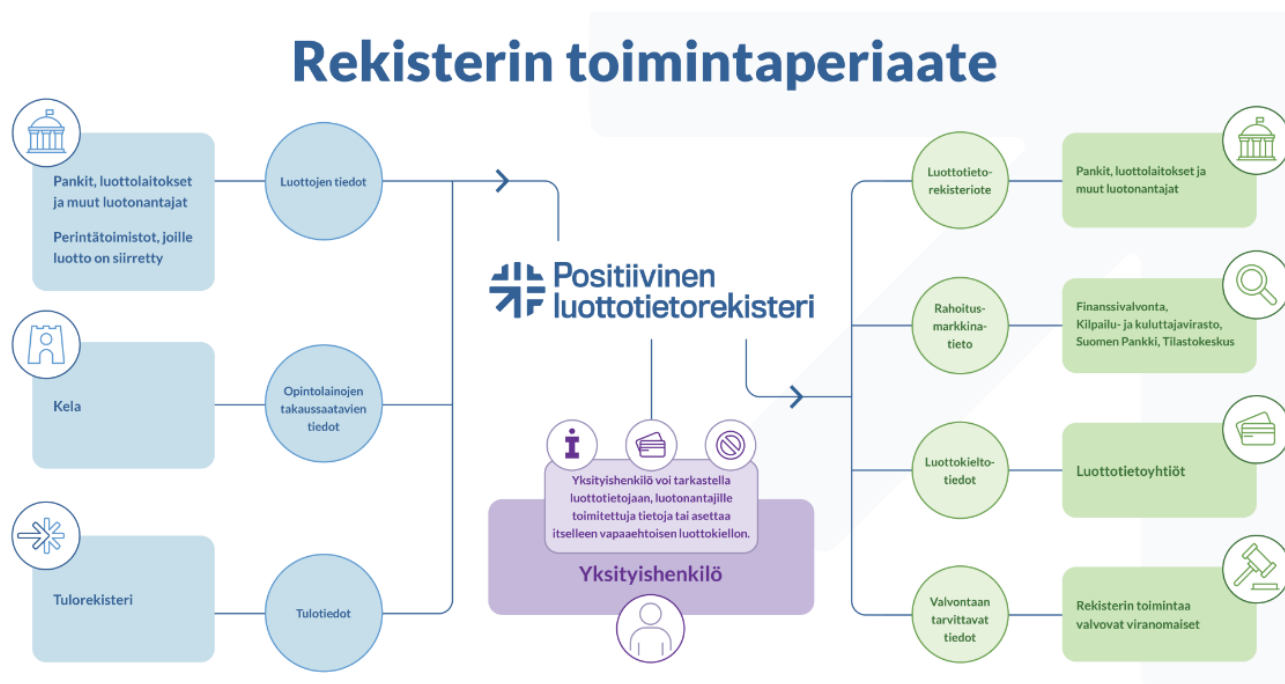 Rekisterin toimintaperiaate
Pankit, luottolaitokset
ja muut luotonantajat
Perintätoimistot, joille
luotto on siirretty
Luottojen tiedot
Kela
Opintolainojen
takaussaatavien
tiedot
Tulorekisteri
Tulotiedot
Positiivinen
luottotietorekisteri
Yksityishenkilö voi tarkastella
luottotietojaan, luotonantajille
toimitettuja tietoja tai asettaa
itselleen vapaaehtoisen luottokiellon.
Yksityishenkilö
Luottotieto-
rekisteriote
Pankit, luottolaitokset ja
muut luotonantajat
Rahoitus-
markkina-
tieto
Finanssivalvonta,
Kilpailu- ja kuluttajavirasto,
Suomen Pankki, Tilastokeskus
Luottokielto-
tiedot
Luottotietoyhtiöt
Valvontaan
tarvittavat
tiedot
Rekisterin toimintaa
valvovat viranomaiset